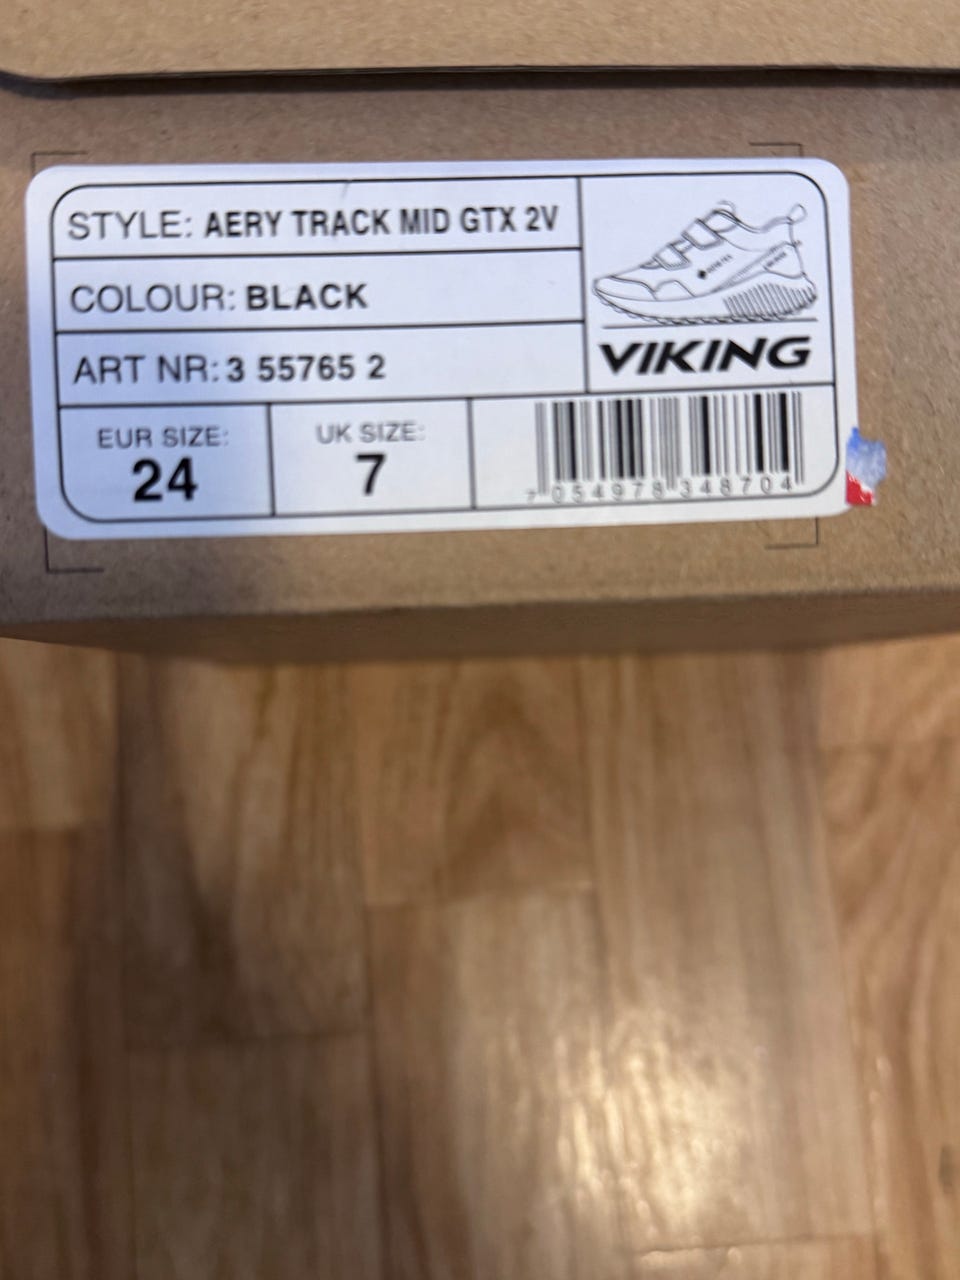 STYLE: AERY TRACK MID GTX 2V
COLOUR: BLACK
ART NR: 3 55765 2
VIKING
EUR SIZE:
24
UK SIZE:
7
7 054978 348704